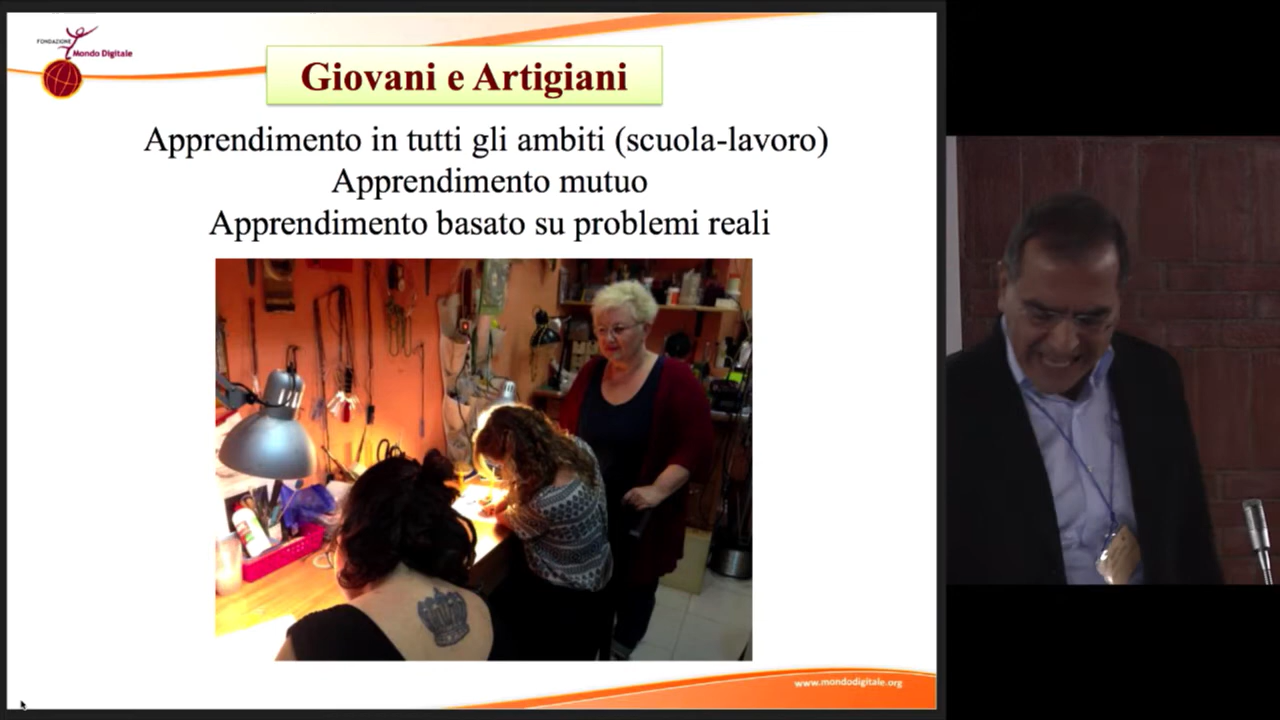 FONDAZIONE
Mondo Digitale
Giovani e Artigiani
Apprendimento in tutti gli ambiti (scuola-lavoro)
Apprendimento mutuo
Apprendimento basato su problemi reali
www.mondodigitale.org